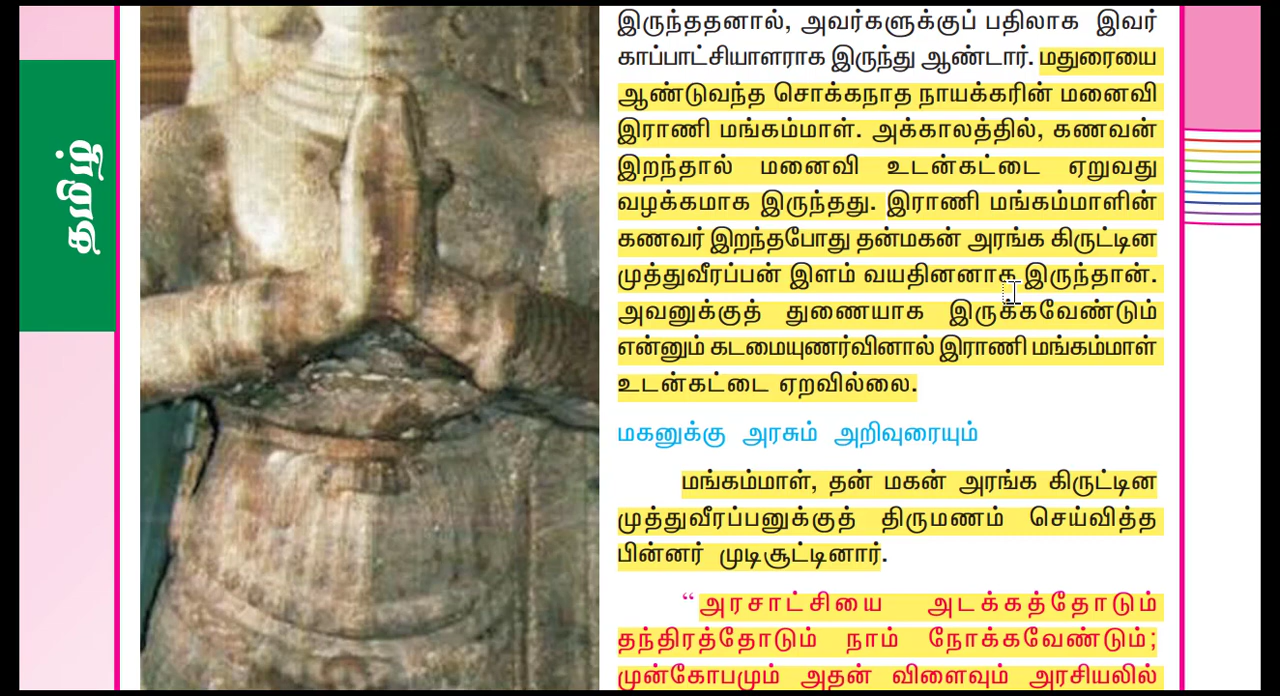 தமிழ்
இருந்ததனால், அவர்களுக்குப் பதிலாக இவர்
காப்பாட்சியாளராக இருந்து ஆண்டார். மதுரையை
ஆண்டுவந்த சொக்கநாத நாயக்கரின் மனைவி
இராணி மங்கம்மாள். அக்காலத்தில், கணவன்
இறந்தால் மனைவி உடன்கட்டை ஏறுவது
வழக்கமாக இருந்தது. இராணி மங்கம்மாளின்
கணவர் இறந்தபோது தன்மகன் அரங்க கிருட்டின
முத்துவீரப்பன் இளம் வயதினனாக இருந்தான்.
அவனுக்குத் துணையாக இருக்கவேண்டும்
என்னும் கடமையுணர்வினால் இராணி மங்கம்மாள்
உடன்கட்டை ஏறவில்லை.
மகனுக்கு அரசும் அறிவுரையும்
மங்கம்மாள், தன் மகன் அரங்க கிருட்டின
முத்துவீரப்பனுக்குத் திருமணம் செய்வித்த
பின்னர் முடிசூட்டினார்.
“அரசாட்சியை அடக்கத்தோடும்
தந்திரத்தோடும் நாம் நோக்கவேண்டும்;
முன்கோபமும் அதன் விளைவும் அரசியலில்